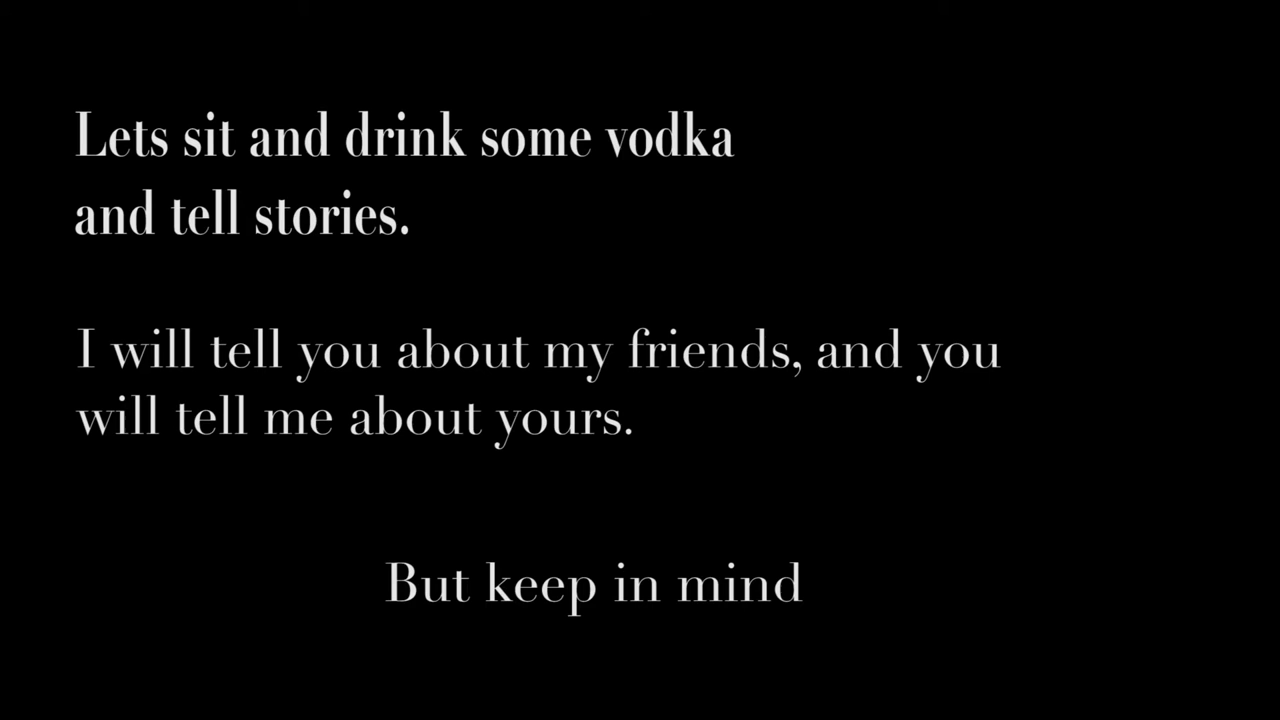 Lets sit and drink some vodka
and tell stories.
I will tell you about my friends, and you
will tell me about yours.
But keep in mind